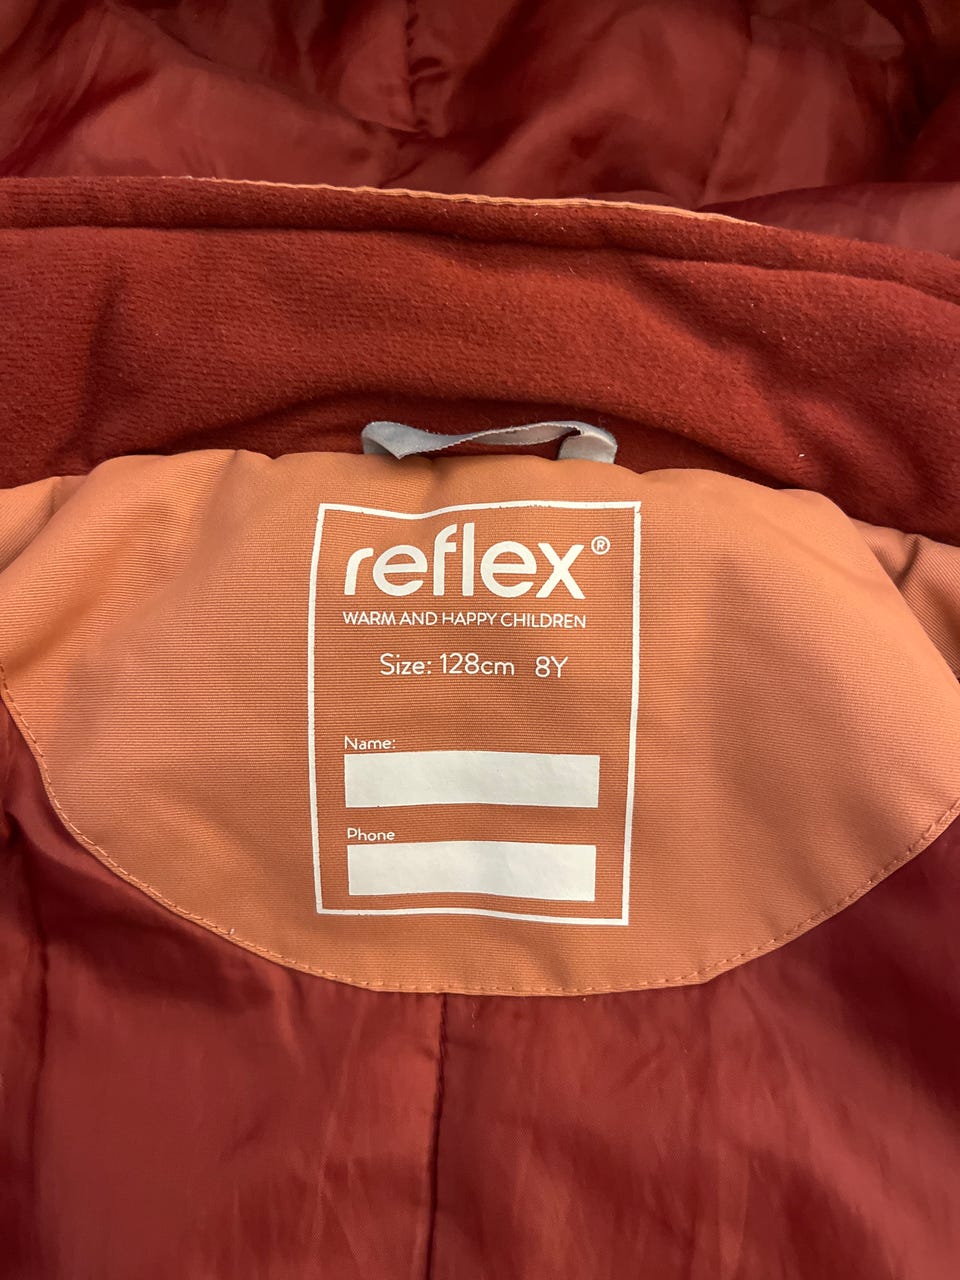 reflex®
WARM AND HAPPY CHILDREN
Size: 128cm 8Y
Name:
Phone